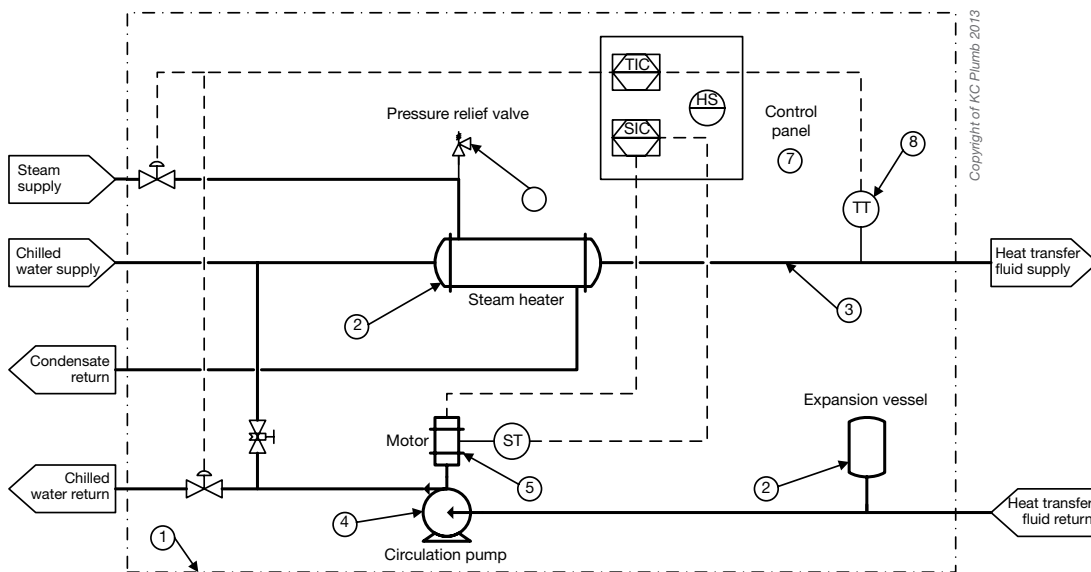 Copyright of KC Plumb 2013
TIC
HS
Pressure relief valve
SIC
Control
panel
7
8
Steam
supply
TT
Chilled
water supply
Heat transfer
fluid supply
Steam heater
2
3
Condensate
return
Expansion vessel
Motor
ST
Chilled
water return
5
2
4
Heat transfer
fluid return
1
Circulation pump